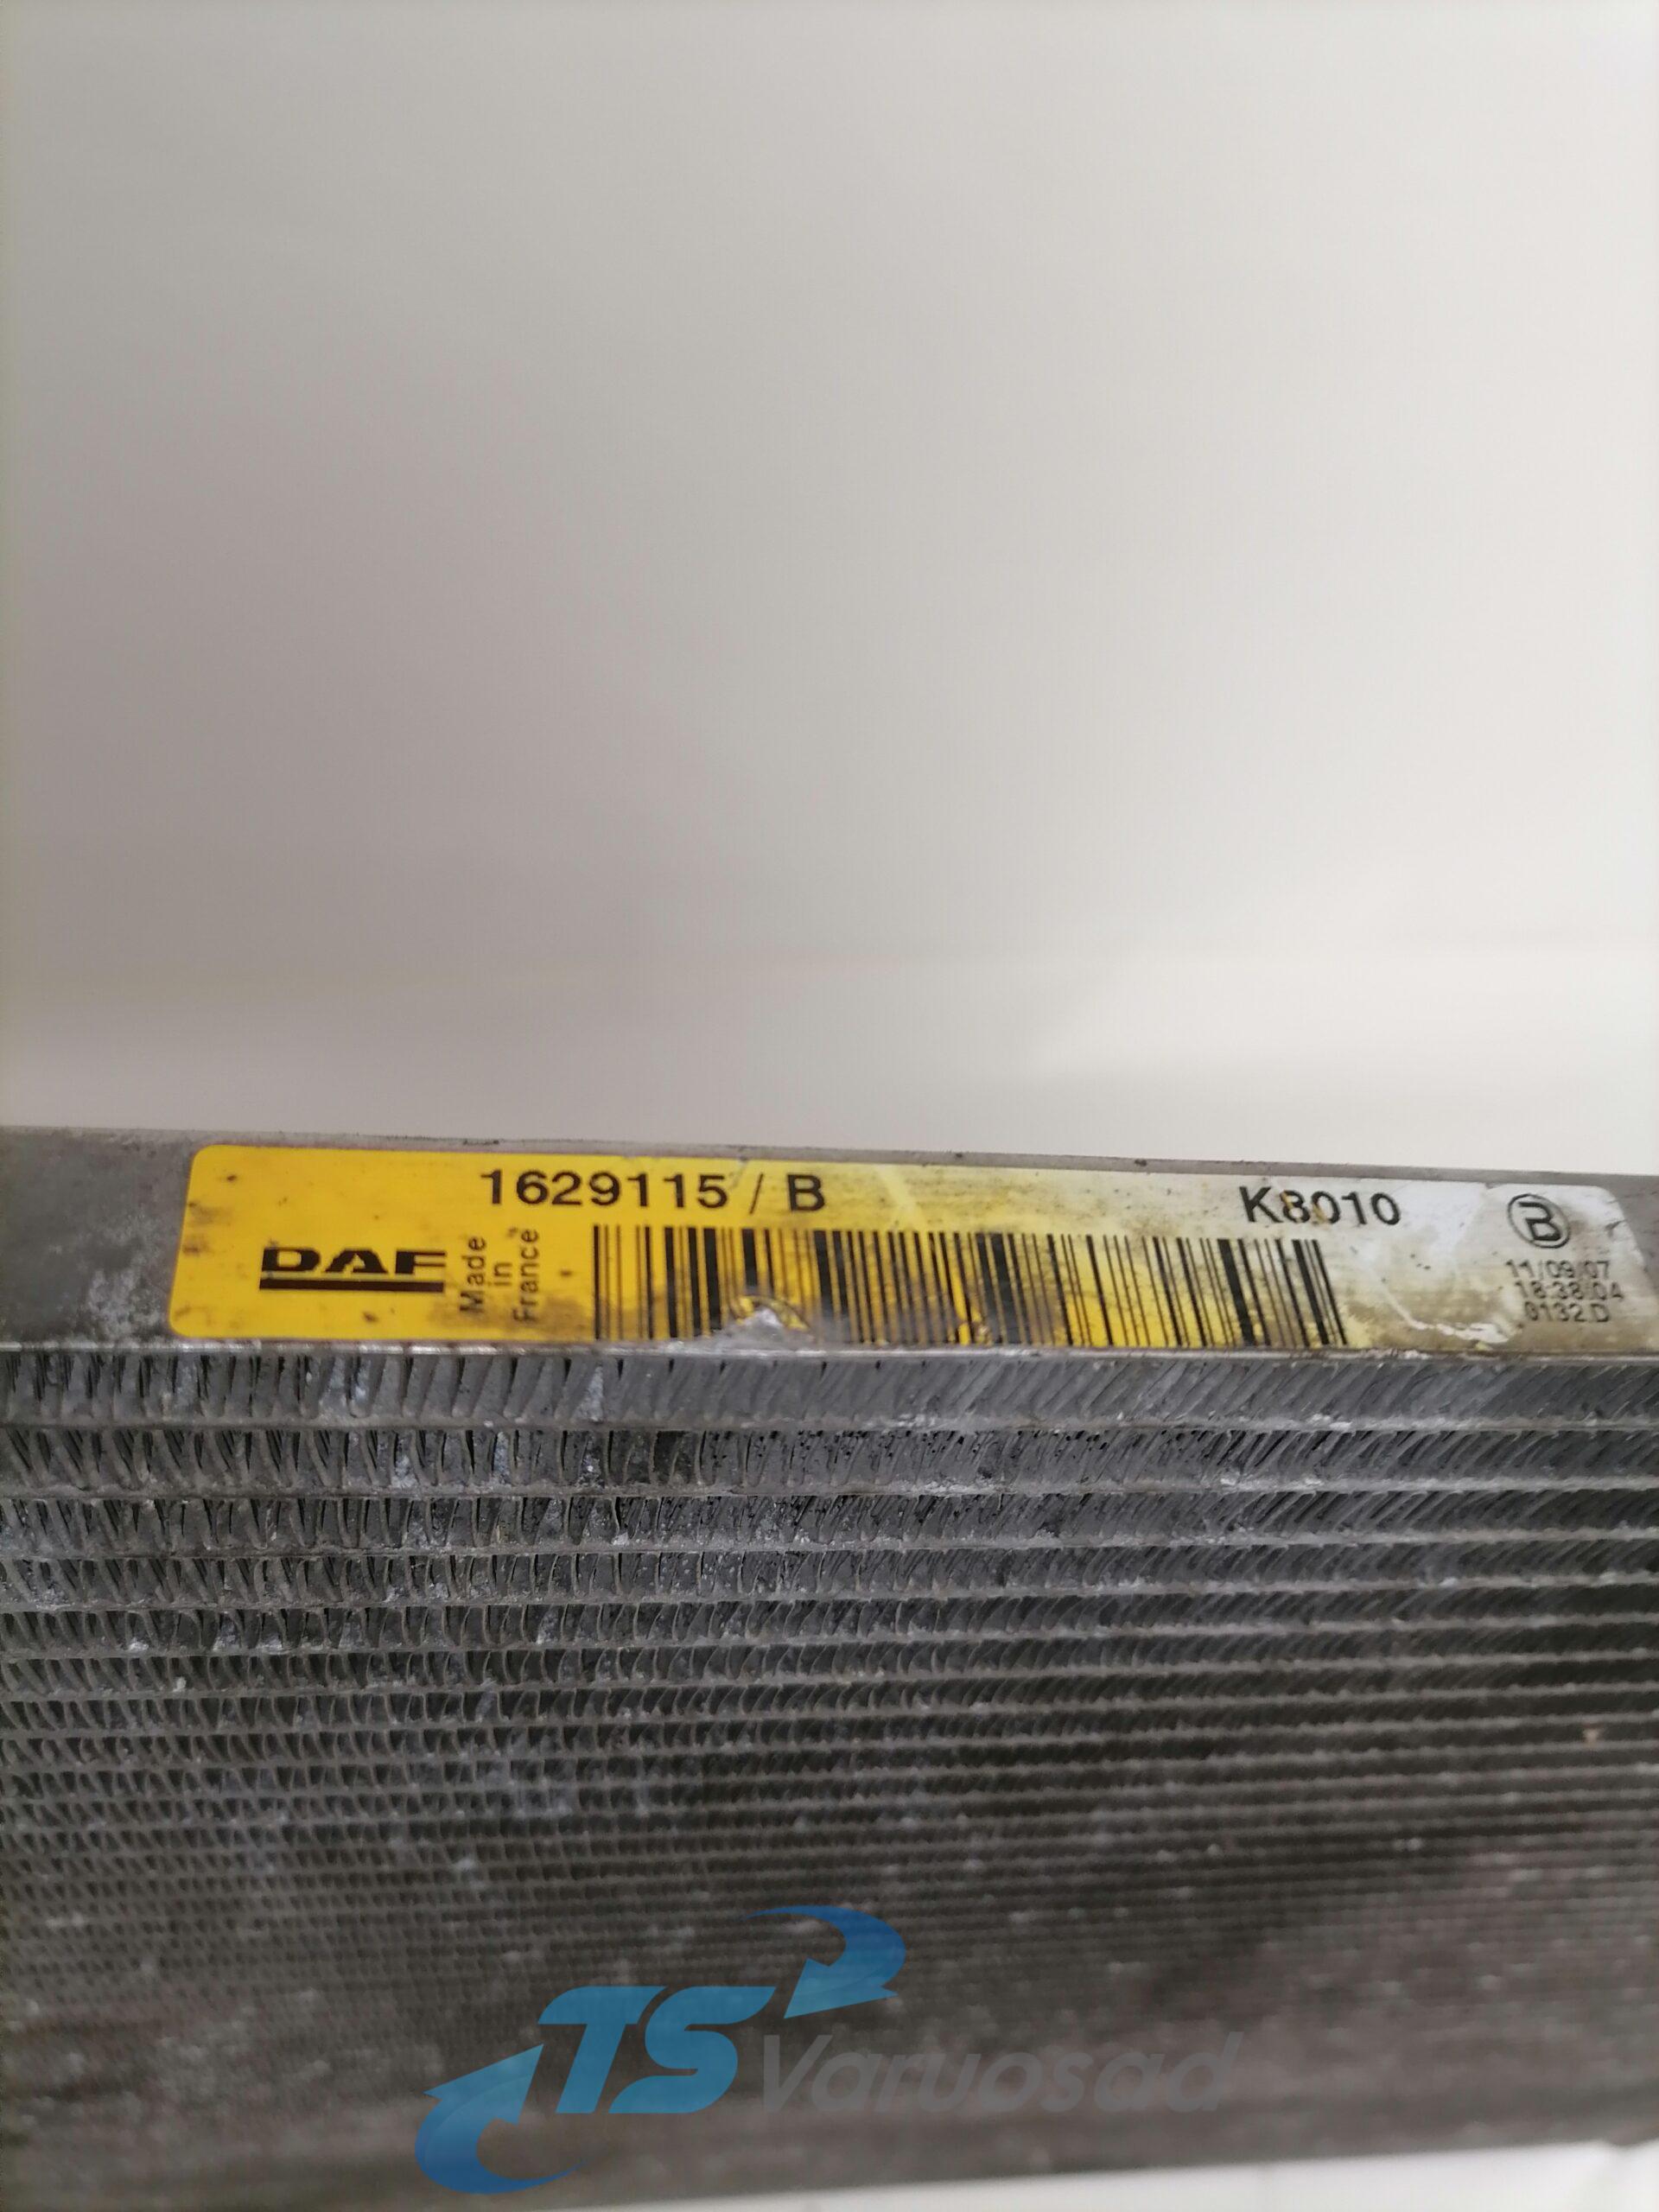 1629115 / B
K8010
B
DAF
Made
in
France
11/09/07
18:38:04
0132 D
TS Varuosad